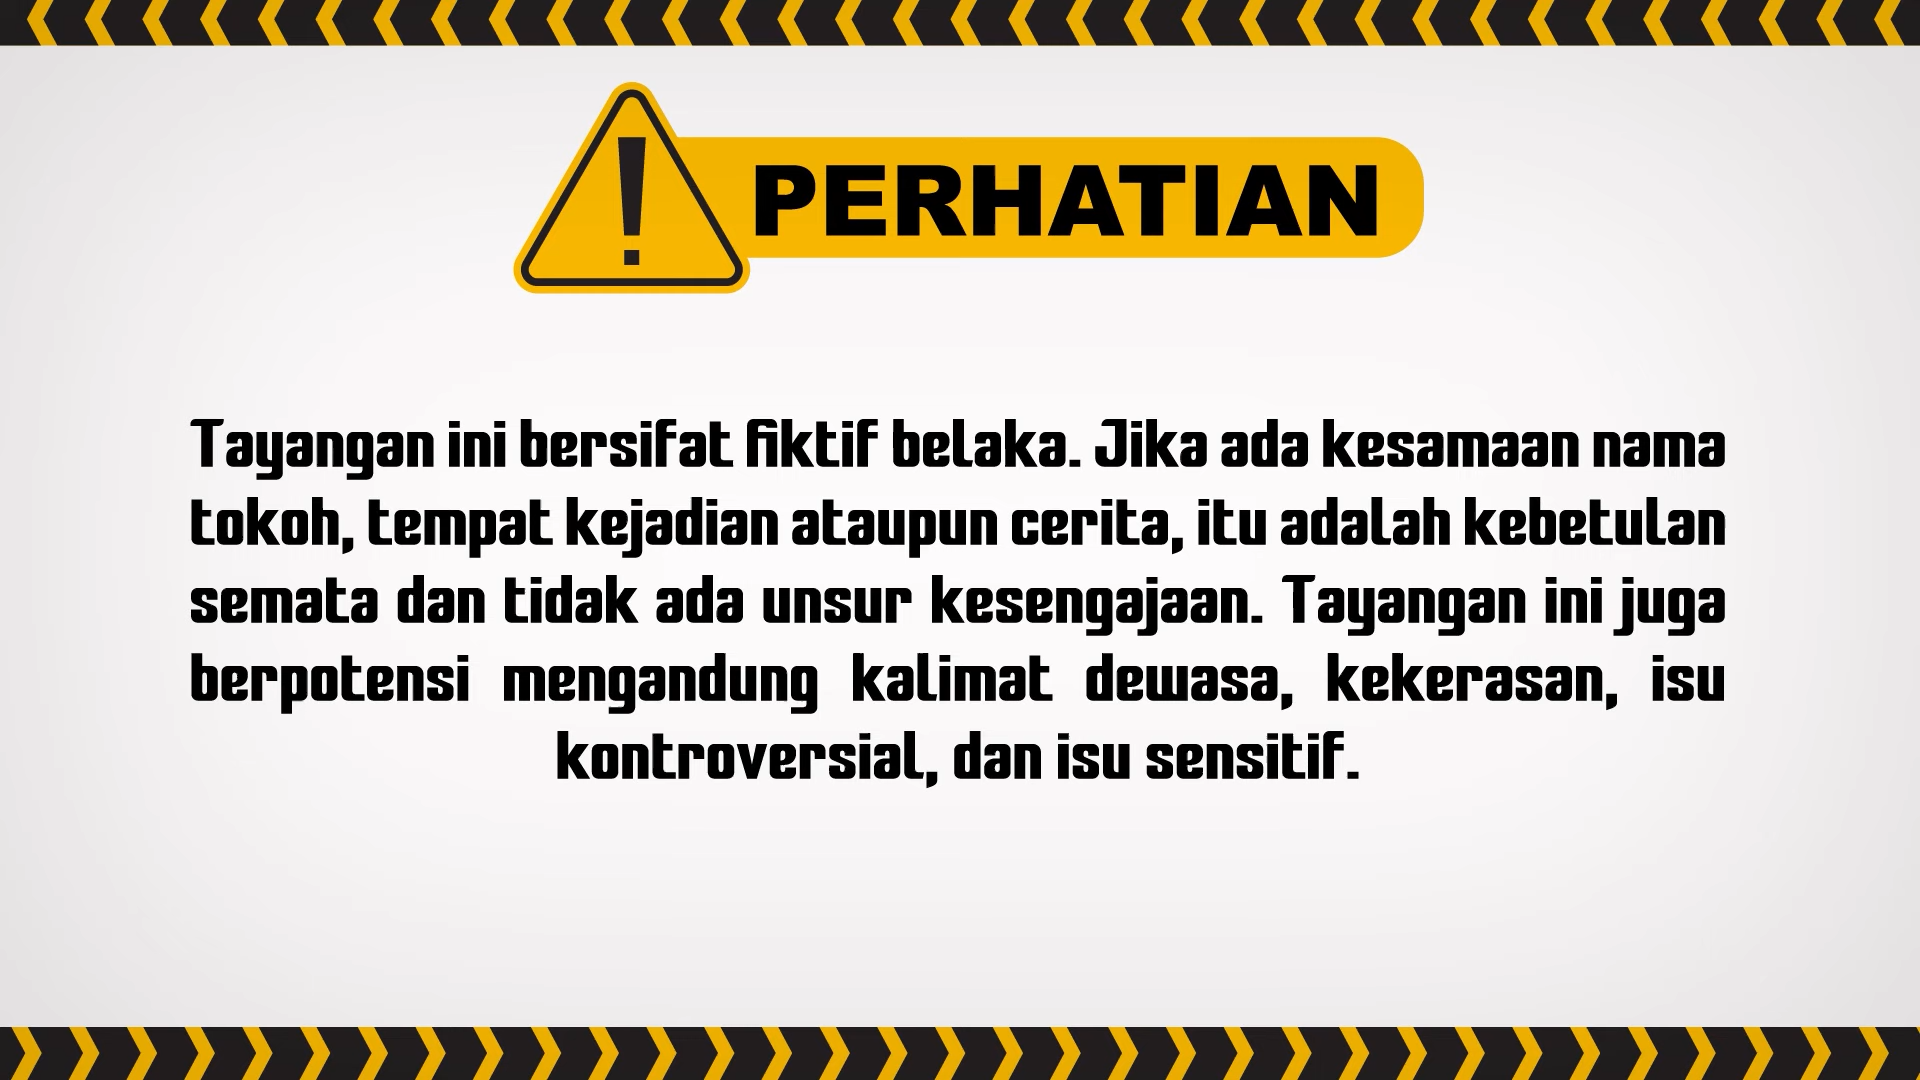 PERHATIAN
Tayangan ini bersifat fiktif belaka. Jika ada kesamaan nama
tokoh, tempat kejadian ataupun cerita, itu adalah kebetulan
semata dan tidak ada unsur kesengajaan. Tayangan ini juga
berpotensi mengandung kalimat dewasa, kekerasan, isu
kontroversial, dan isu sensitif.